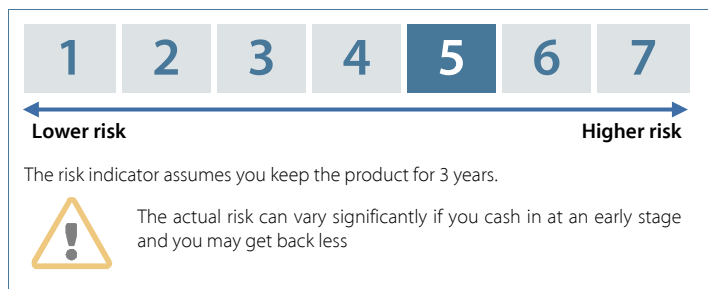 1 2 3 4 5 6 7
Lower risk Higher risk
The risk indicator assumes you keep the product for 3 years.
The actual risk can vary significantly if you cash in at an early stage
and you may get back less